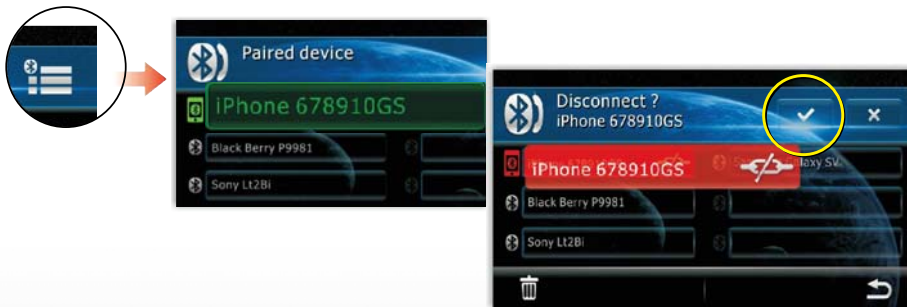 Paired device
iPhone 678910GS
Black Berry P9981
Sony Lt2Bi
Disconnect ?
iPhone 678910GS
iPhone 678910GS
laxy SV.
Black Berry P9981
Sony Lt2Bi